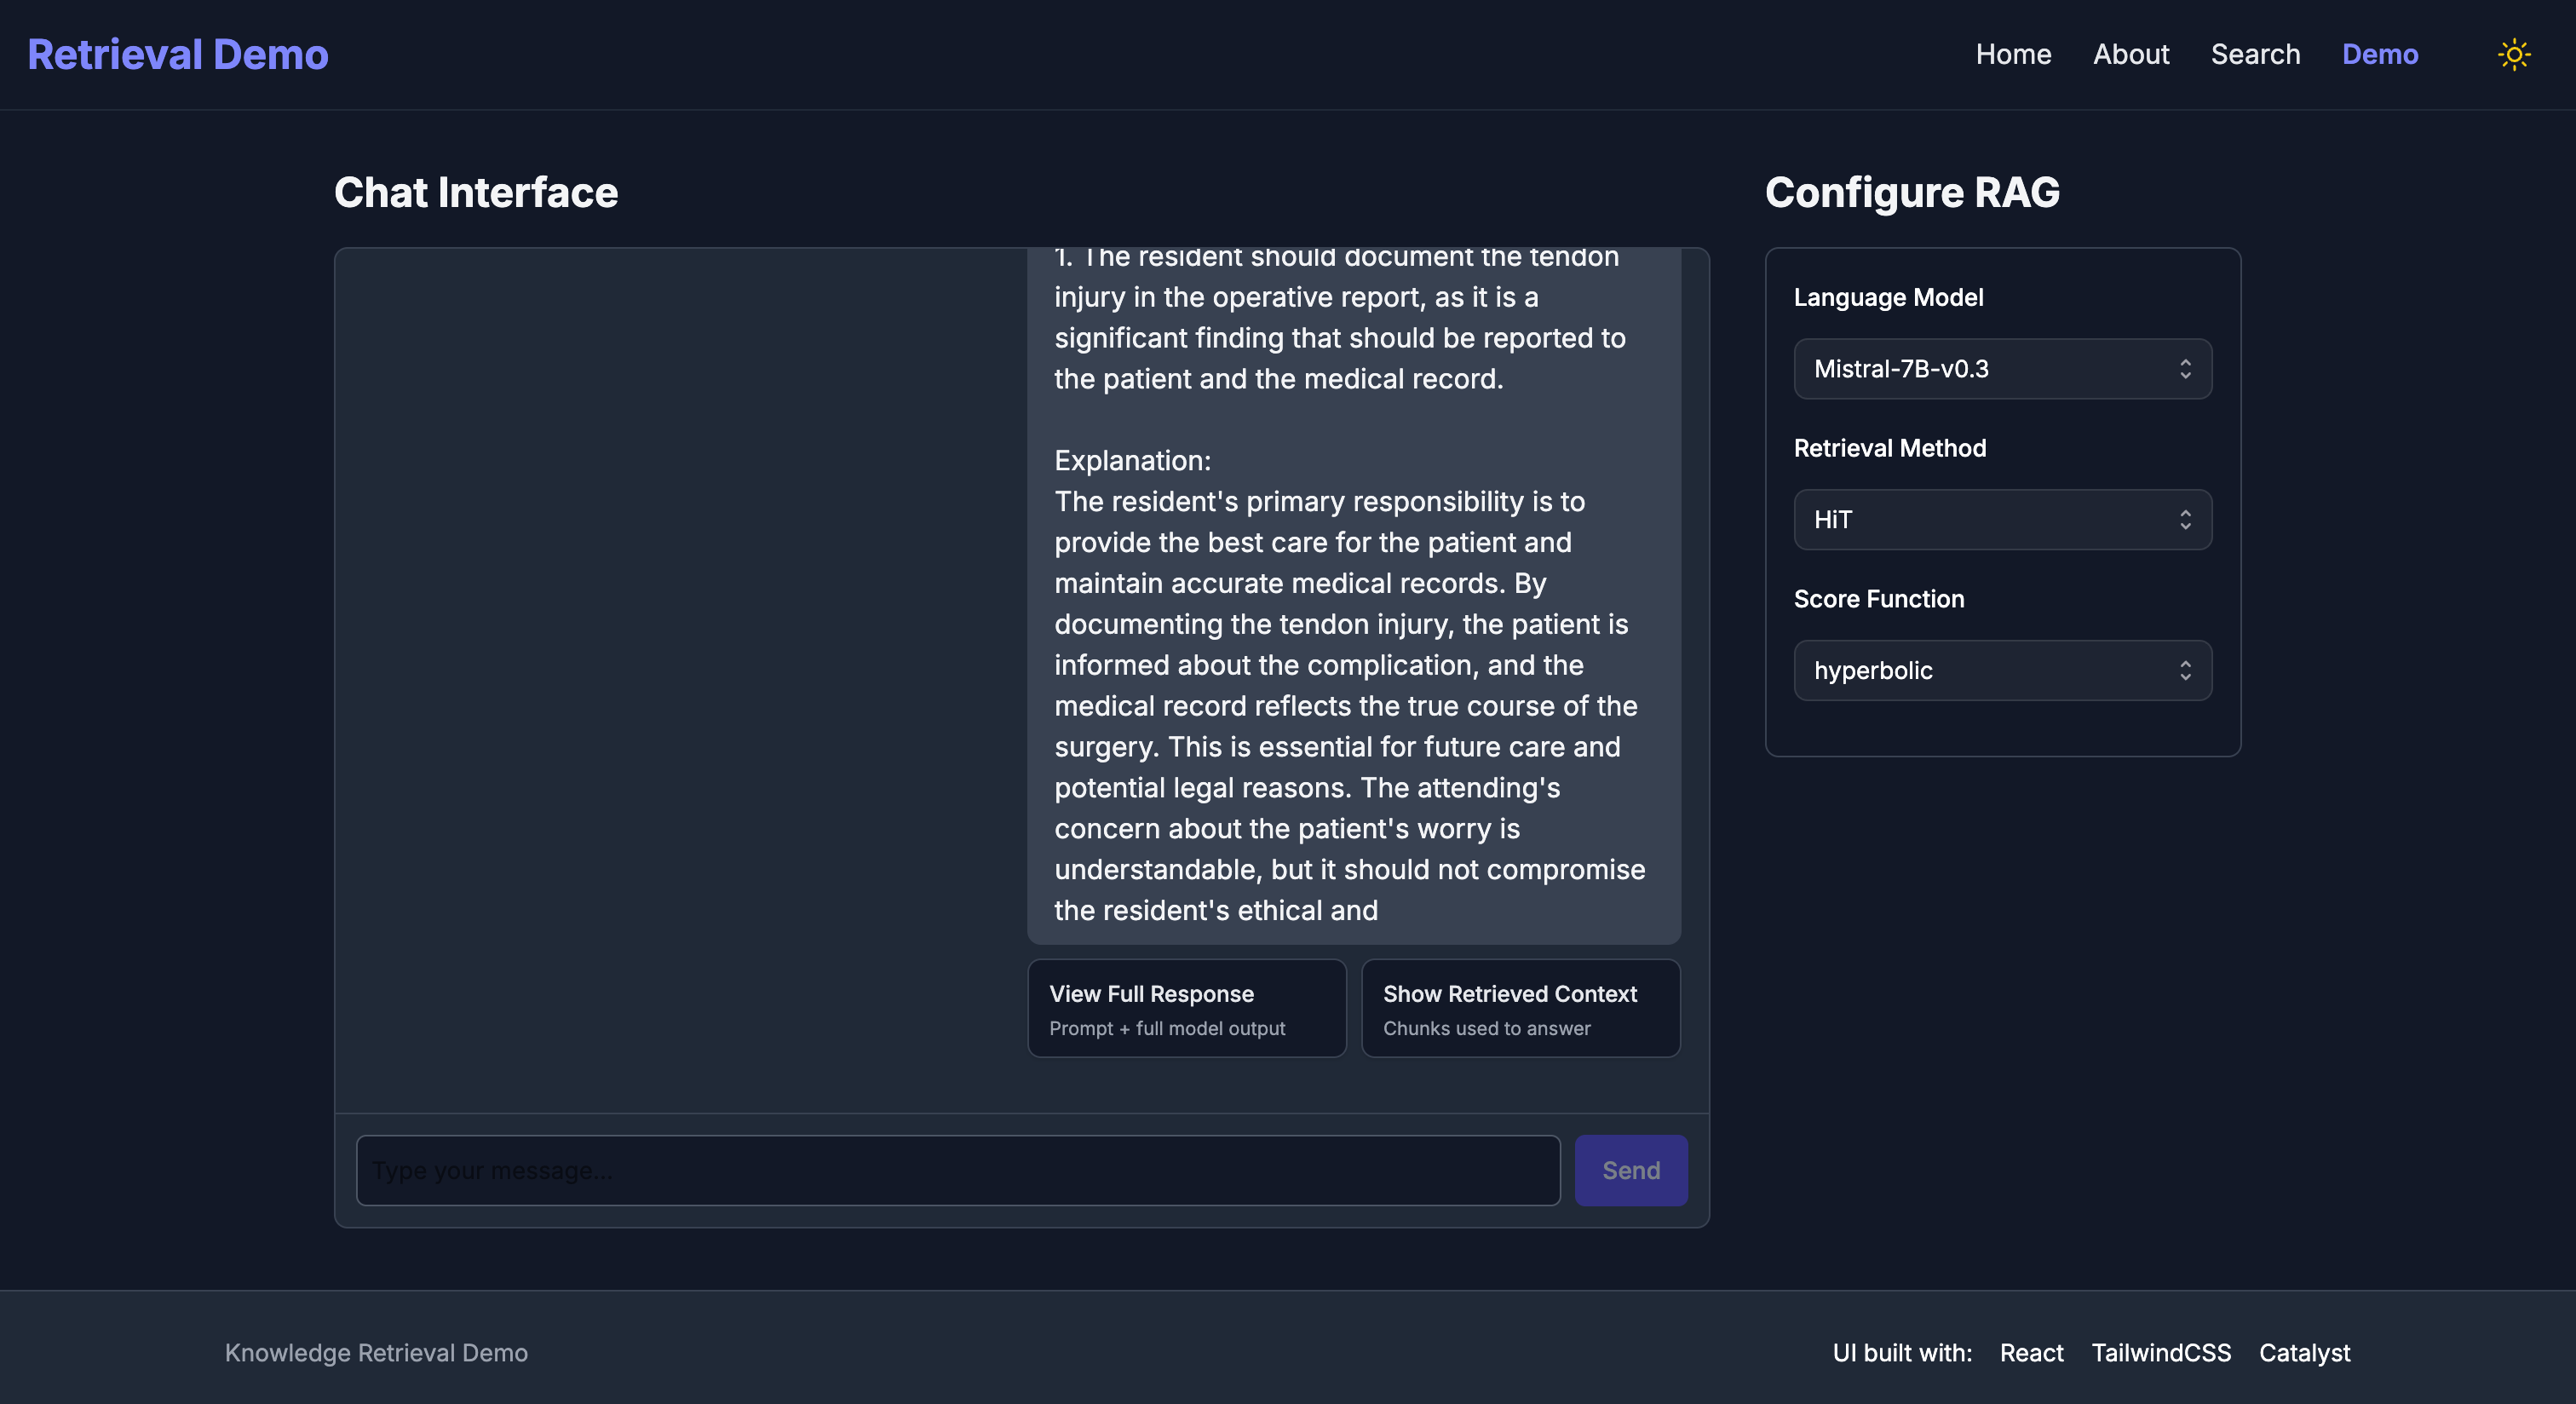 Retrieval Demo
Home About Search Demo
Chat Interface
1. The resident should document the tendon
injury in the operative report, as it is a
significant finding that should be reported to
the patient and the medical record.
Explanation:
The resident's primary responsibility is to
provide the best care for the patient and
maintain accurate medical records. By
documenting the tendon injury, the patient is
informed about the complication, and the
medical record reflects the true course of the
surgery. This is essential for future care and
potential legal reasons. The attending's
concern about the patient's worry is
understandable, but it should not compromise
the resident's ethical and
View Full Response
Prompt + full model output
Show Retrieved Context
Chunks used to answer
Type your message...
Send
Configure RAG
Language Model
Mistral-7B-v0.3
Retrieval Method
HiT
Score Function
hyperbolic
Knowledge Retrieval Demo
UI built with: React TailwindCSS Catalyst